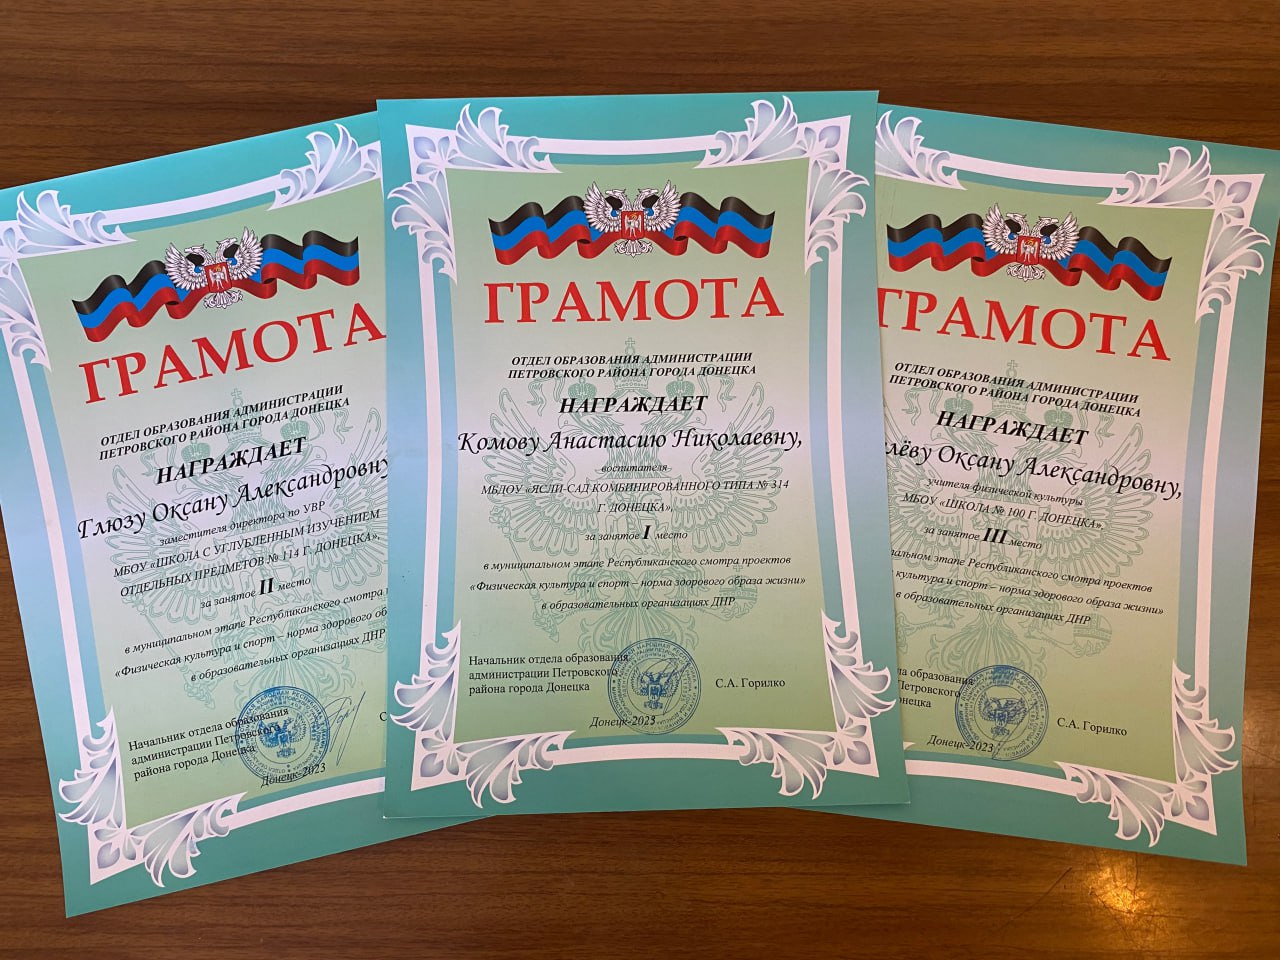 ГРАМОТА
ОТДЕЛ ОБРАЗОВАНИЯ АДМИНИСТРАЦИИ
ПЕТРОВСКОГО РАЙОНА ГОРОДА ДОНЕЦКА
НАГРАЖДАЕТ
Глюзу Оксану Александровну
заместителя директора по УВР
МБОУ «ШКОЛА С УГЛУБЛЕННЫМ ИЗУЧЕНИЕМ
ОТДЕЛЬНЫХ ПРЕДМЕТОВ № 114 Г. ДОНЕЦКА»,
за занятое II место
в муниципальном этапе Республиканского смотра
«Физическая культура и спорт – норма здорового
в образовательных организациях ДНР
Начальник отдела образования
администрации Петровского
района города Донецка
Донецк-2023
ГРАМОТА
ОТДЕЛ ОБРАЗОВАНИЯ АДМИНИСТРАЦИИ
ПЕТРОВСКОГО РАЙОНА ГОРОДА ДОНЕЦКА
НАГРАЖДАЕТ
Комову Анастасию Николаевну,
воспитателя
МБДОУ «ЯСЛИ-САД КОМБИНИРОВАННОГО ТИПА № 314
Г. ДОНЕЦКА»,
за занятое I место
в муниципальном этапе Республиканского смотра проектов
«Физическая культура и спорт – норма здорового образа жизни»
в образовательных организациях ДНР
Начальник отдела образования
администрации Петровского
района города Донецка
С.А. Горилко
Донецк-2023
ГРАМОТА
ОТДЕЛ ОБРАЗОВАНИЯ АДМИНИСТРАЦИИ
ПЕТРОВСКОГО РАЙОНА ГОРОДА ДОНЕЦКА
НАГРАЖДАЕТ
лёву Оксану Александровну,
учителя физической культуры
МБОУ «ШКОЛА № 100 Г. ДОНЕЦКА»,
за занятое III место
альном этапе Республиканского смотра проектов
культура и спорт – норма здорового образа жизни»
в образовательных организациях ДНР
ла образования
Петровского
онецка
С.А. Горилко
Донецк-2023